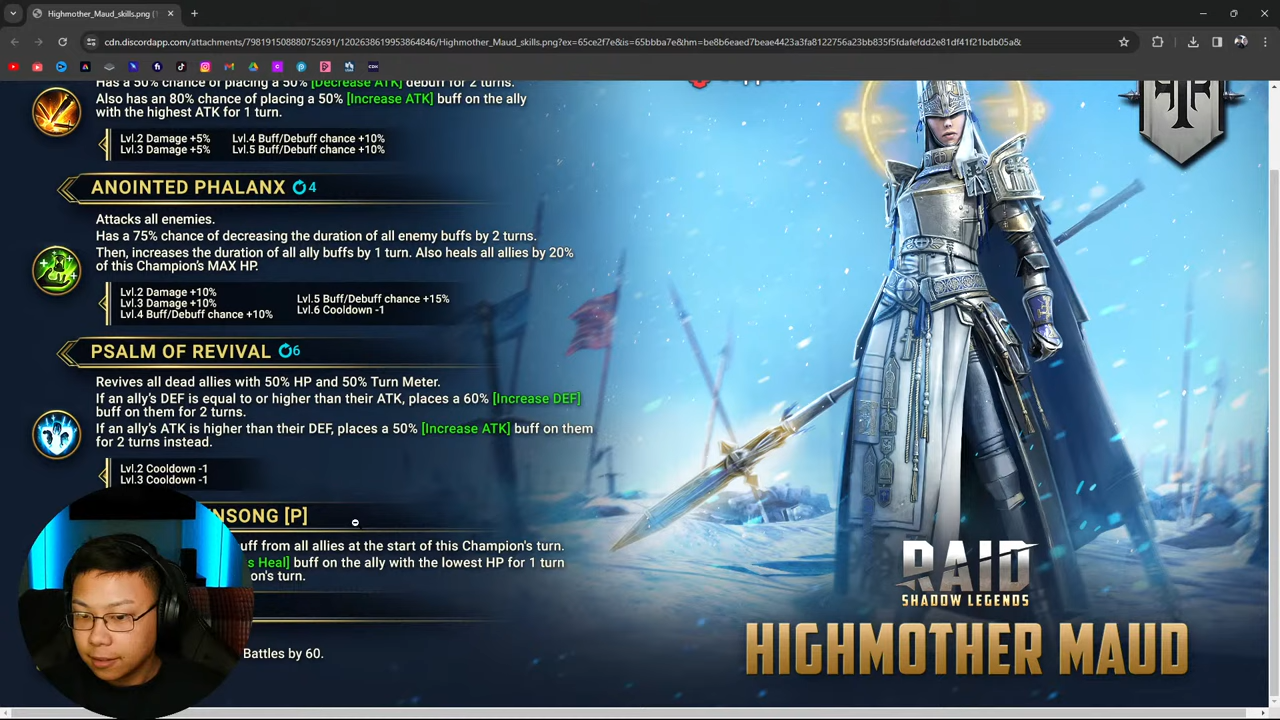 Highmother_Maud_skills.png (1
cdn.discordapp.com/attachments/798191508880752691/1202638619953864846/Highmother_Maud_skills.png?ex=65ce2f7e&is=65bbba7e&hm=be8b6eaed7beae4423a3fa8122756a23bb835f5fdafefdd2e81df41f21bdb05a&
Has a 50% chance of placing a 50% [Decrease ATK] debuff for 2 turns.
Also has an 80% chance of placing a 50% [Increase ATK] buff on the ally
with the highest ATK for 1 turn.
Lvl.2 Damage +5% Lvl.4 Buff/Debuff chance +10%
Lvl.3 Damage +5% Lvl.5 Buff/Debuff chance +10%
ANOINTED PHALANX 4
Attacks all enemies.
Has a 75% chance of decreasing the duration of all enemy buffs by 2 turns.
Then, increases the duration of all ally buffs by 1 turn. Also heals all allies by 20%
of this Champion's MAX HP.
Lvl.2 Damage +10%
Lvl.3 Damage +10%
Lvl.4 Buff/Debuff chance +10%
Lvl.5 Buff/Debuff chance +15%
Lvl.6 Cooldown -1
PSALM OF REVIVAL 6
Revives all dead allies with 50% HP and 50% Turn Meter.
If an ally's DEF is equal to or higher than their ATK, places a 60% [Increase DEF]
buff on them for 2 turns.
If an ally's ATK is higher than their DEF, places a 50% [Increase ATK] buff on them
for 2 turns instead.
Lvl.2 Cooldown -1
Lvl.3 Cooldown -1
NSONG [P]
uff from all allies at the start of this Champion's turn.
s Heal] buff on the ally with the lowest HP for 1 turn
on's turn.
Battles by 60.
RAID
SHADOW LEGENDS
HIGHMOTHER MAUD